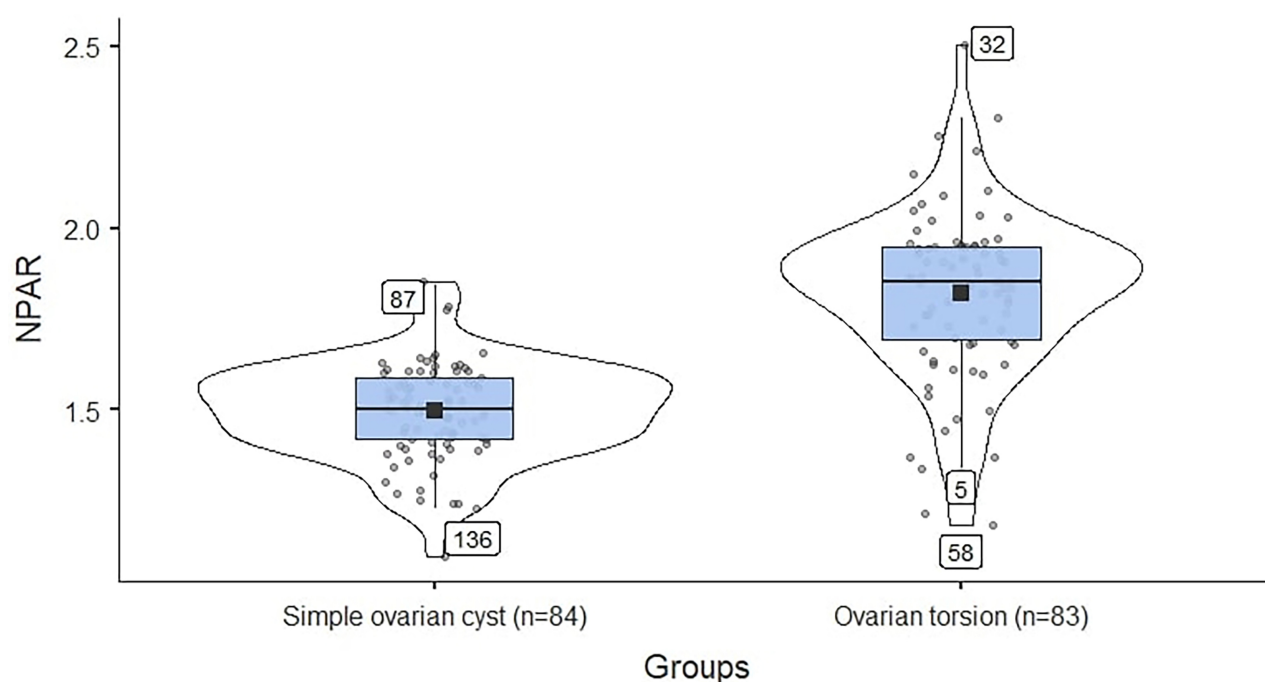 2.5
32
2.0
NPAR
87
1.5
5
136
58
Simple ovarian cyst (n=84)
Ovarian torsion (n=83)
Groups